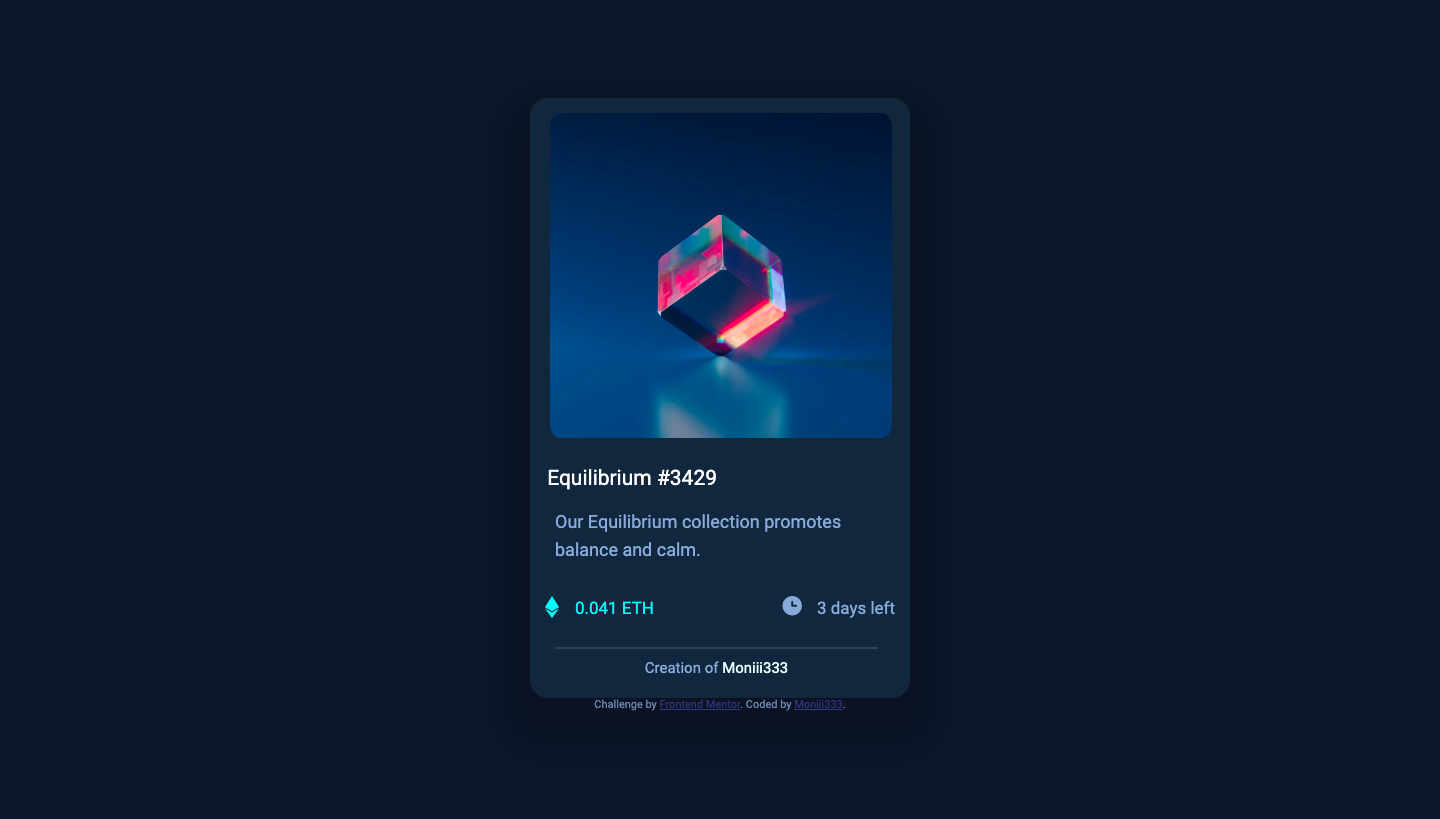 Equilibrium #3429
Our Equilibrium collection promotes
balance and calm.
0.041 ETH
3 days left
Creation of Moniii333
Challenge by Frontend Mentor. Coded by Moniii333.